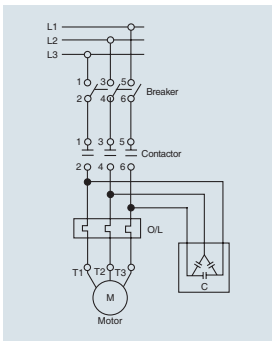 L1
L2
L3
1 3 5
2 4 6 Breaker
1 3 5
Contactor
2 4 6
O/L
T1 T2 T3
C
M
Motor